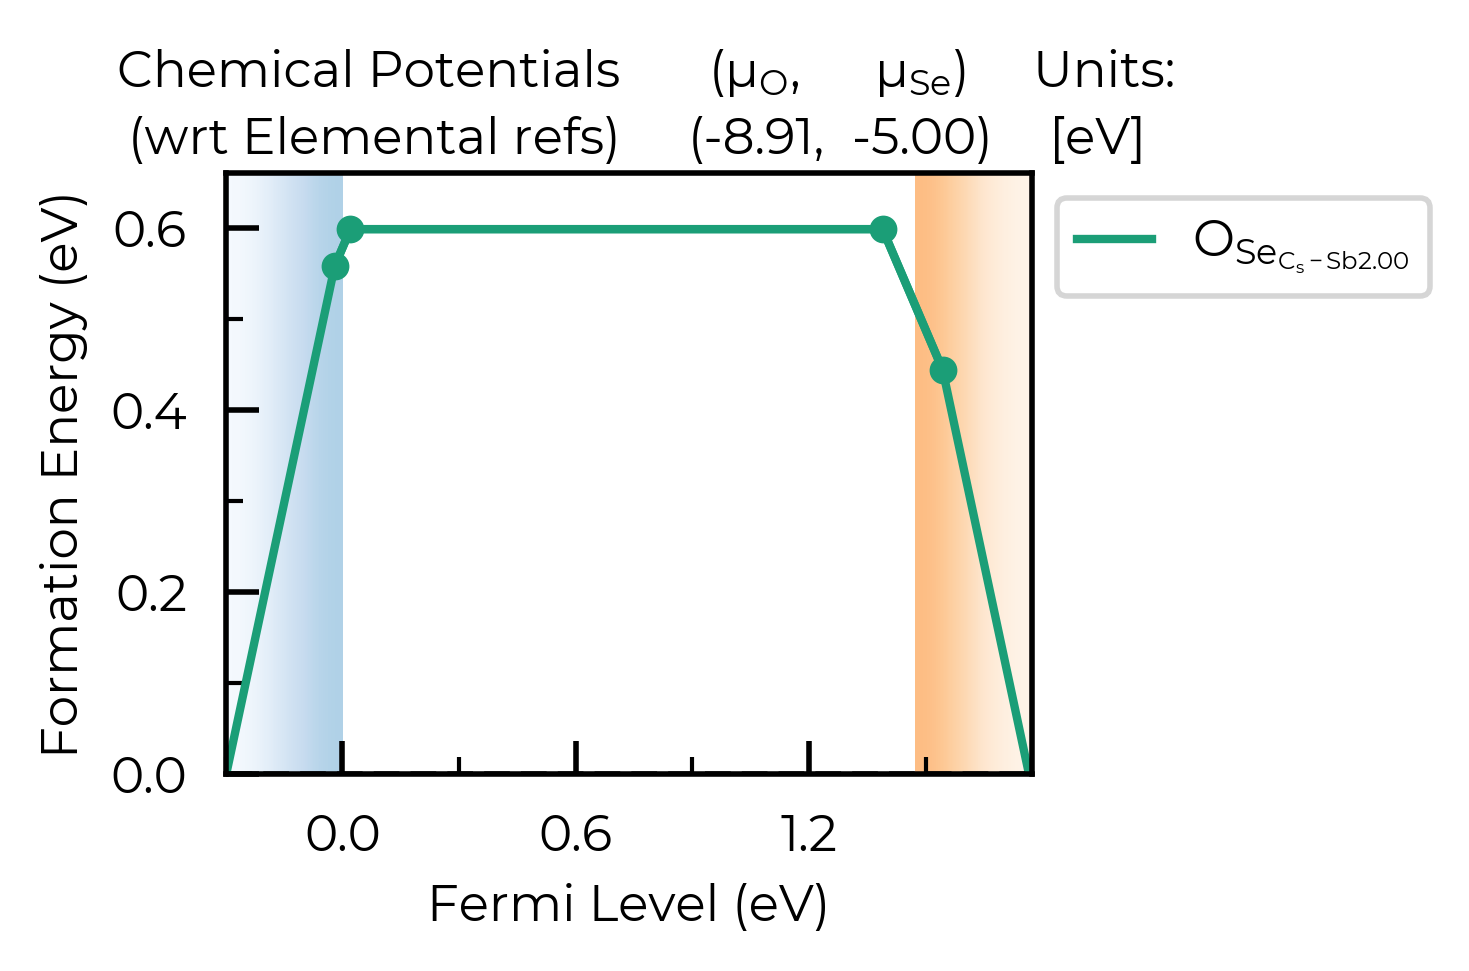 Chemical Potentials (μO, μSe) Units:
(wrt Elemental refs) (-8.91, -5.00) [eV]
OSeCs−Sb2.00
Formation Energy (eV)
0.6
0.4
0.2
0.0
0.0 0.6 1.2
Fermi Level (eV)